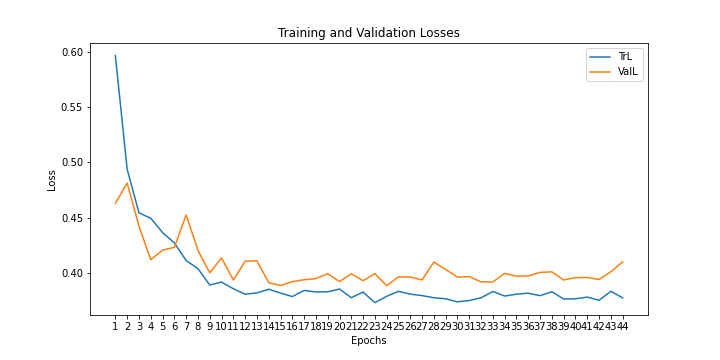 Training and Validation Losses
TrL
ValL
Loss
0.60
0.55
0.50
0.45
0.40
1 2 3 4 5 6 7 8 9 10 11 12 13 14 15 16 17 18 19 20 21 22 23 24 25 26 27 28 29 30 31 32 33 34 35 36 37 38 39 40 41 42 43 44
Epochs